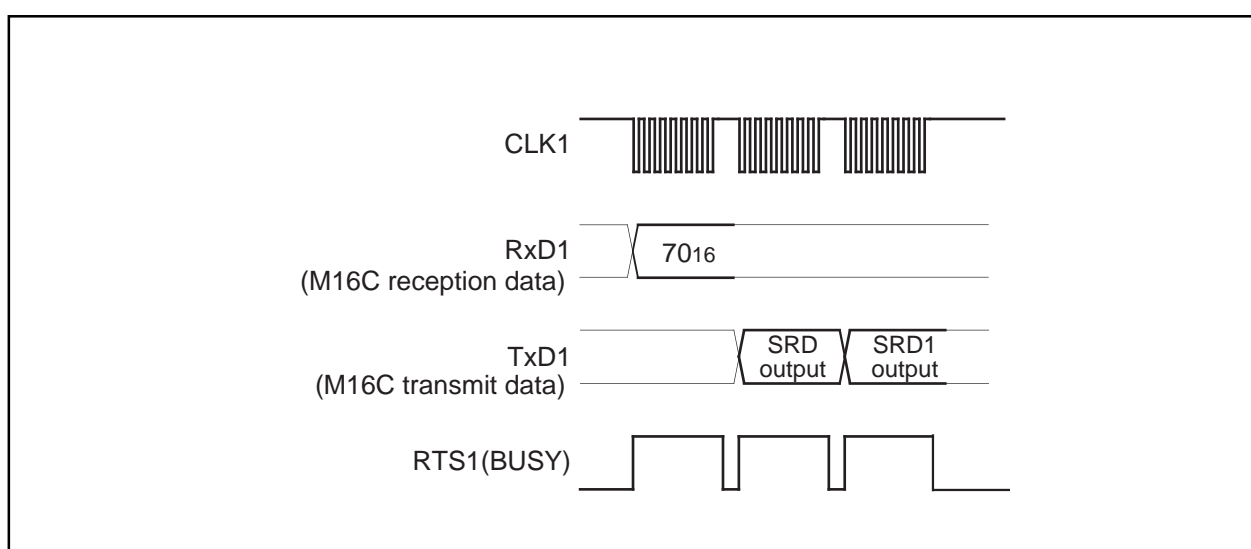 CLK1
RxD1
(M16C reception data)
7016
TxD1
(M16C transmit data)
SRD
output
SRD1
output
RTS1(BUSY)